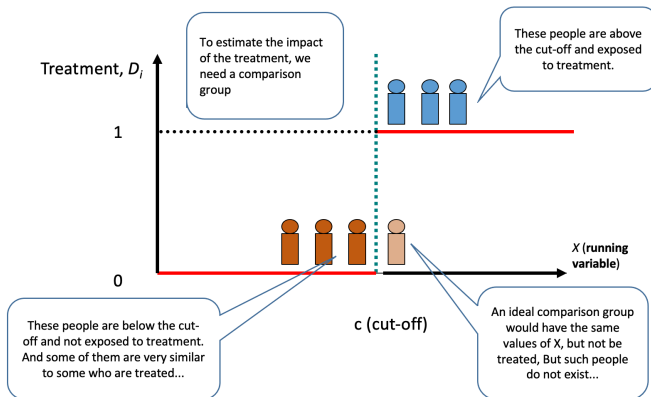 To estimate the impact
of the treatment, we
need a comparison
group
These people are above
the cut-off and exposed
to treatment.
Treatment, Dᵢ
1
0
X (running
variable)
c (cut-off)
These people are below the cut-
off and not exposed to treatment.
And some of them are very similar
to some who are treated...
An ideal comparison group
would have the same
values of X, but not be
treated, But such people
do not exist...